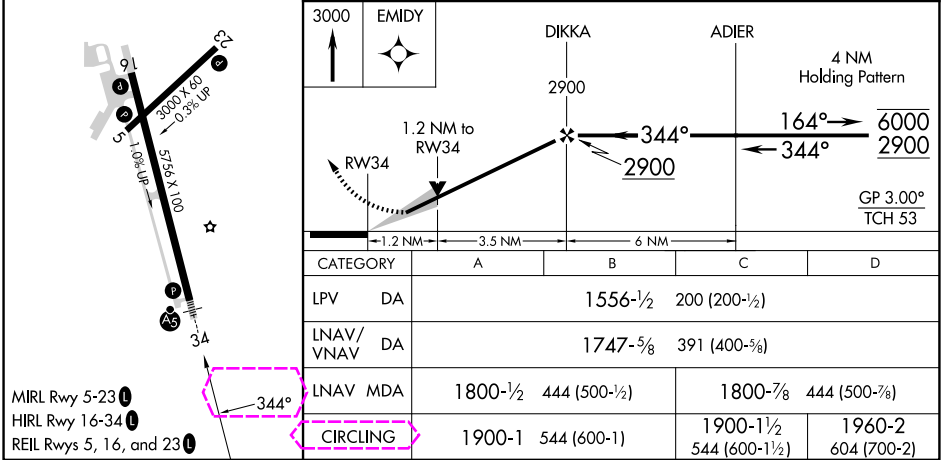 23
16
P
P
3000 X 60
0.3% UP
P
5
1.0% UP
5756 X 100
P
A5
34
344°
MIRL Rwy 5-23 L
HIRL Rwy 16-34 L
REIL Rwys 5, 16, and 23 L
3000 EMIDY
DIKKA ADIER
4 NM
Holding Pattern
2900
1.2 NM to
RW34
RW34
344°
2900
164° 6000
344° 2900
GP 3.00°
TCH 53
1.2 NM 3.5 NM 6 NM
CATEGORY A B C D
LPV DA 1556-½ 200 (200-½)
LNAV/
VNAV DA 1747-⅝ 391 (400-⅝)
LNAV MDA 1800-½ 444 (500-½) 1800-⅞ 444 (500-⅞)
CIRCLING 1900-1 544 (600-1) 1900-1½
544 (600-1½) 1960-2
604 (700-2)